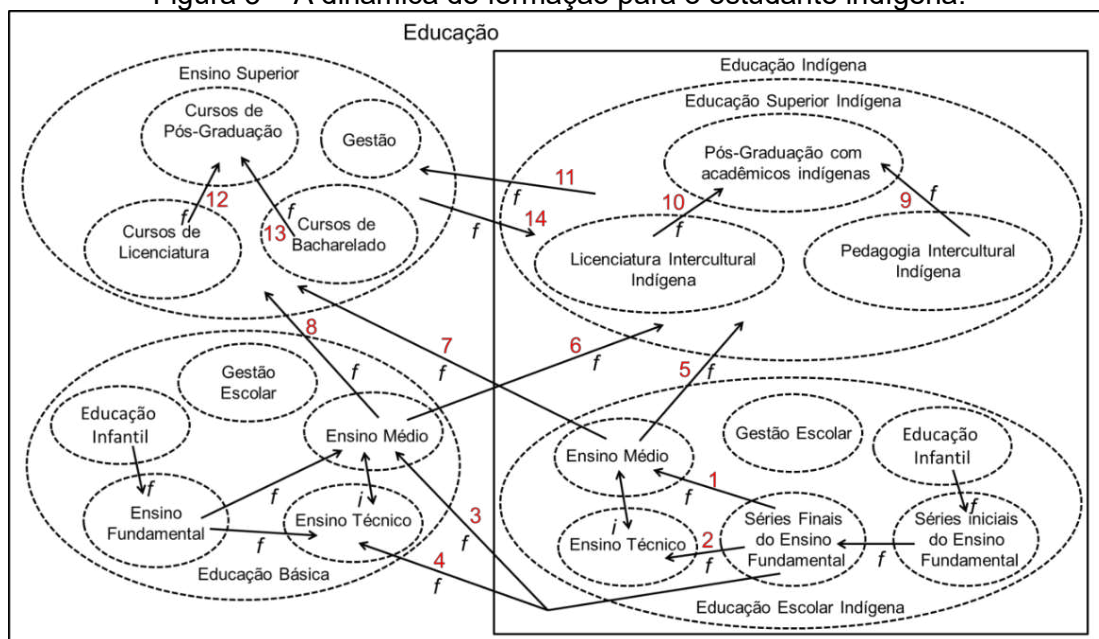 Figura 3 – A dinâmica de formação para o estudante indígena.
Educação
Ensino Superior
Cursos de
Pós-Graduação
Gestão
12
f
f
13
Cursos de
Licenciatura
Cursos de
Bacharelado
11
f
14
f
Educação Indígena
Educação Superior Indígena
Pós-Graduação com
acadêmicos indígenas
10
f
9
f
Licenciatura Intercultural
Indígena
Pedagogia Intercultural
Indígena
8
f
7
f
6
f
5
f
Gestão
Escolar
Educação
Infantil
Ensino Médio
f
f
i
Ensino
Fundamental
Ensino Técnico
f
Educação Básica
3
f
4
f
Ensino Médio
Gestão Escolar
Educação
Infantil
1
f
f
i
Ensino Técnico
2
f
Séries Finais
do Ensino
Fundamental
f
Séries iniciais
do Ensino
Fundamental
Educação Escolar Indígena